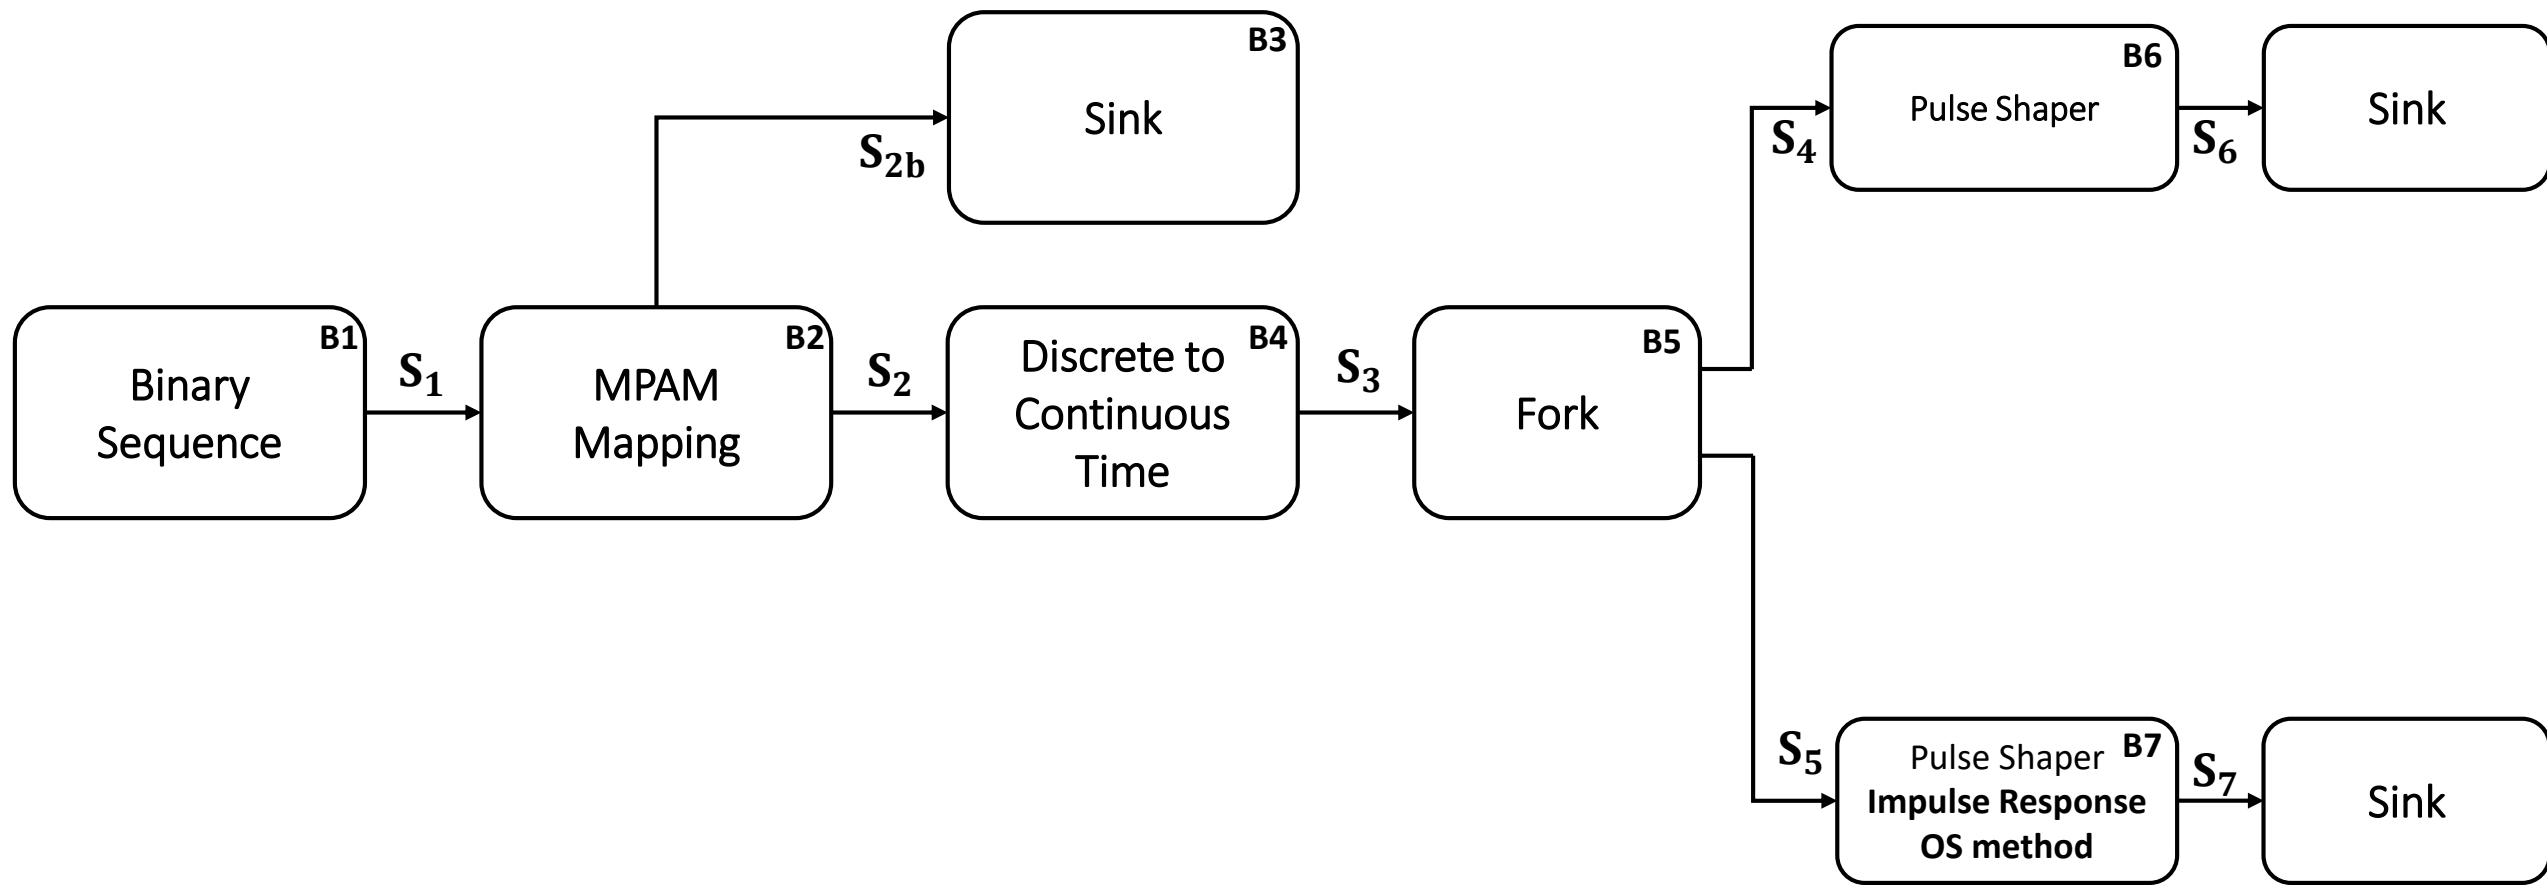 B3
Sink
S2b
B6
Pulse Shaper
S4
S6
Sink
B1
Binary
Sequence
S1
B2
MPAM
Mapping
S2
B4
Discrete to
Continuous
Time
S3
B5
Fork
S5
B7
Pulse Shaper
Impulse Response
OS method
S7
Sink